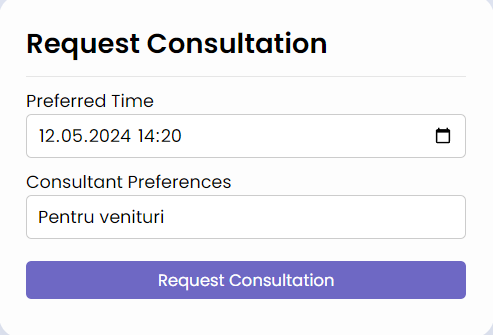 Request Consultation
Preferred Time
12.05.2024 14:20
Consultant Preferences
Pentru venituri
Request Consultation